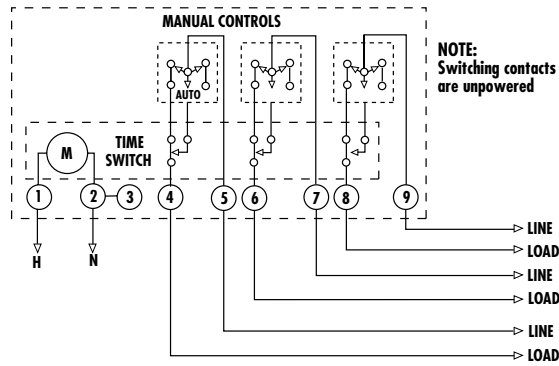 MANUAL CONTROLS
NOTE:
Switching contacts
are unpowered
AUTO
TIME
SWITCH
M
1
2
3
4
5
6
7
8
9
H
N
LINE
LOAD
LINE
LOAD
LINE
LOAD